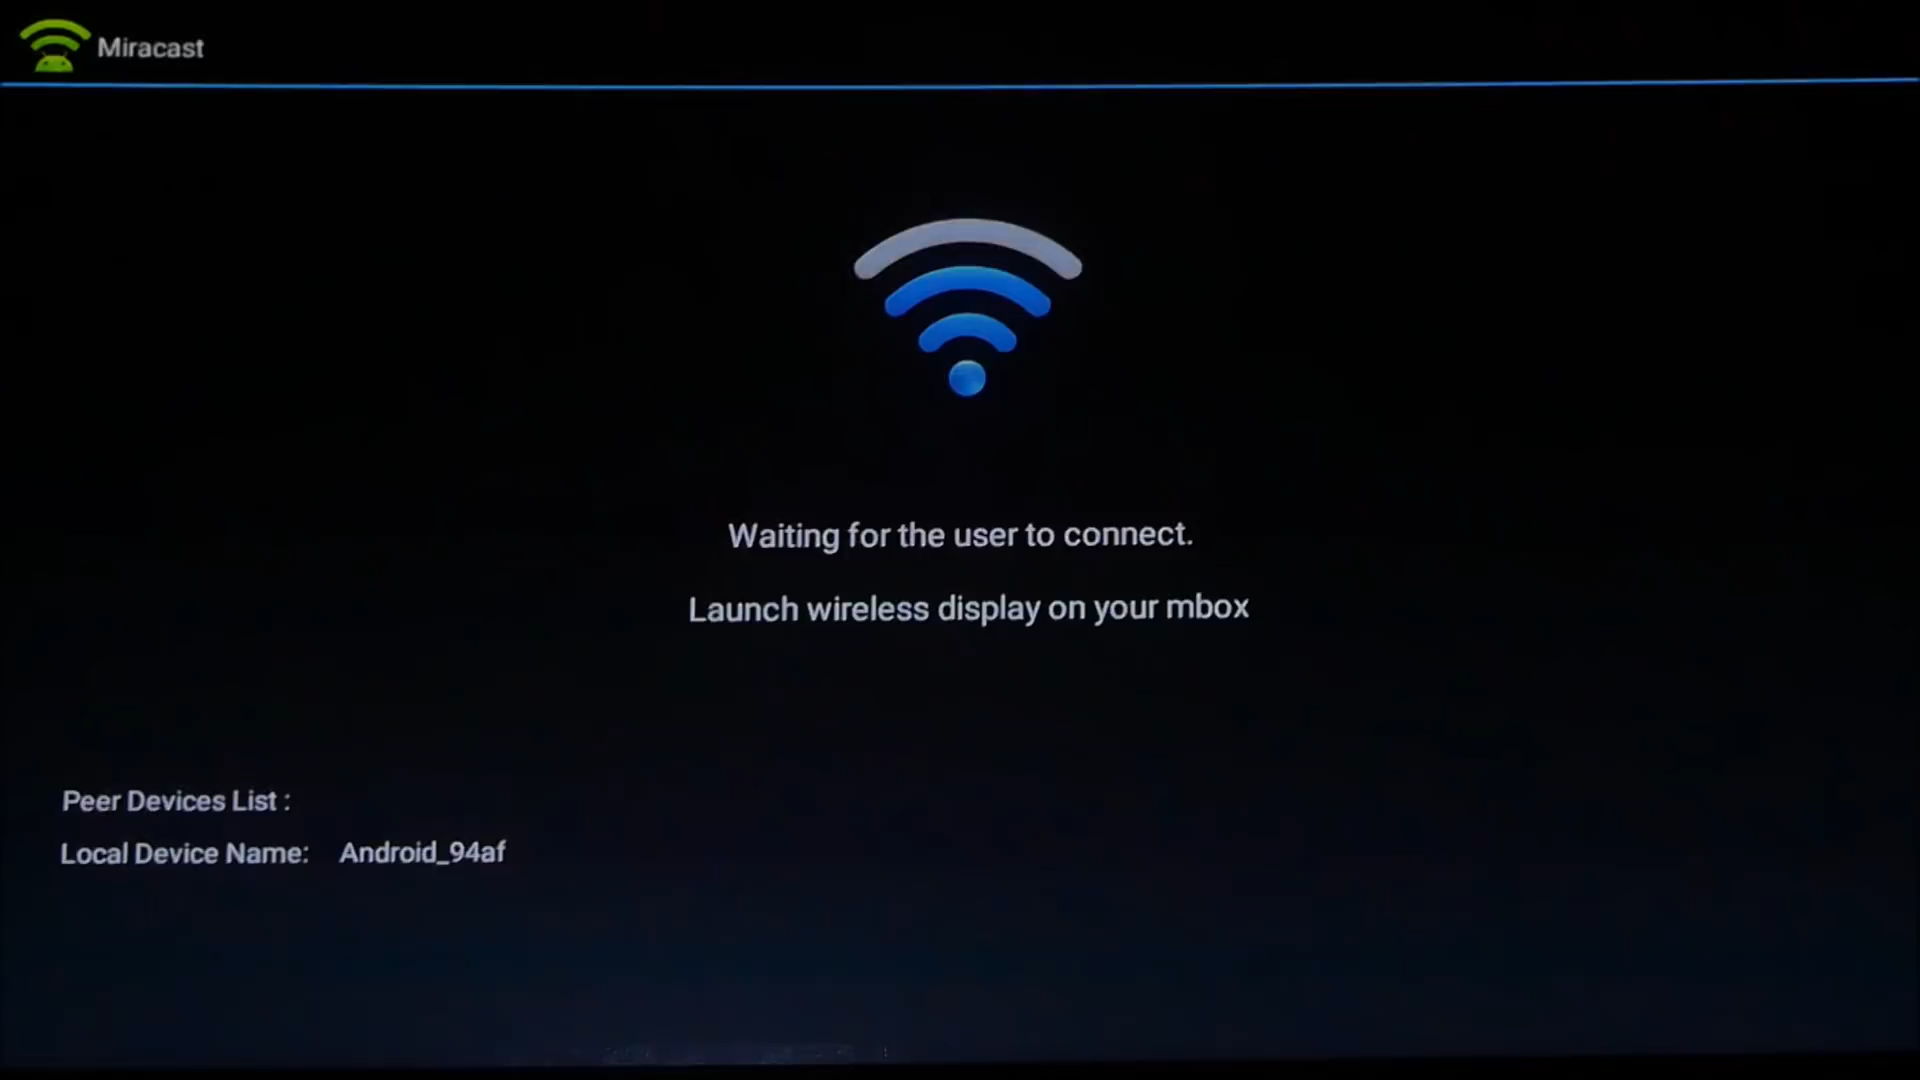 Miracast
Waiting for the user to connect.
Launch wireless display on your mbox
Peer Devices List :
Local Device Name: Android_94af